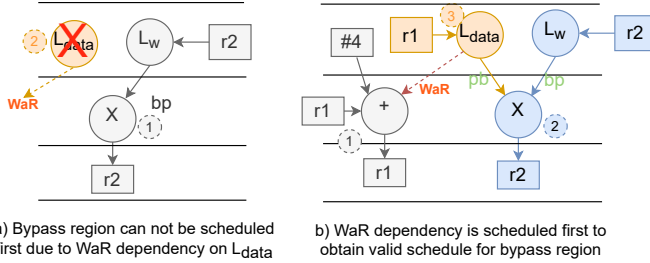 2
Ldata
Lw
r2
WaR
X
bp
1
r2
#4
r1
3
Ldata
Lw
r2
WaR
bp
bp
r1
+
1
X
2
r1
r2
) Bypass region can not be scheduled
first due to WaR dependency on Ldata
b) WaR dependency is scheduled first to
obtain valid schedule for bypass region